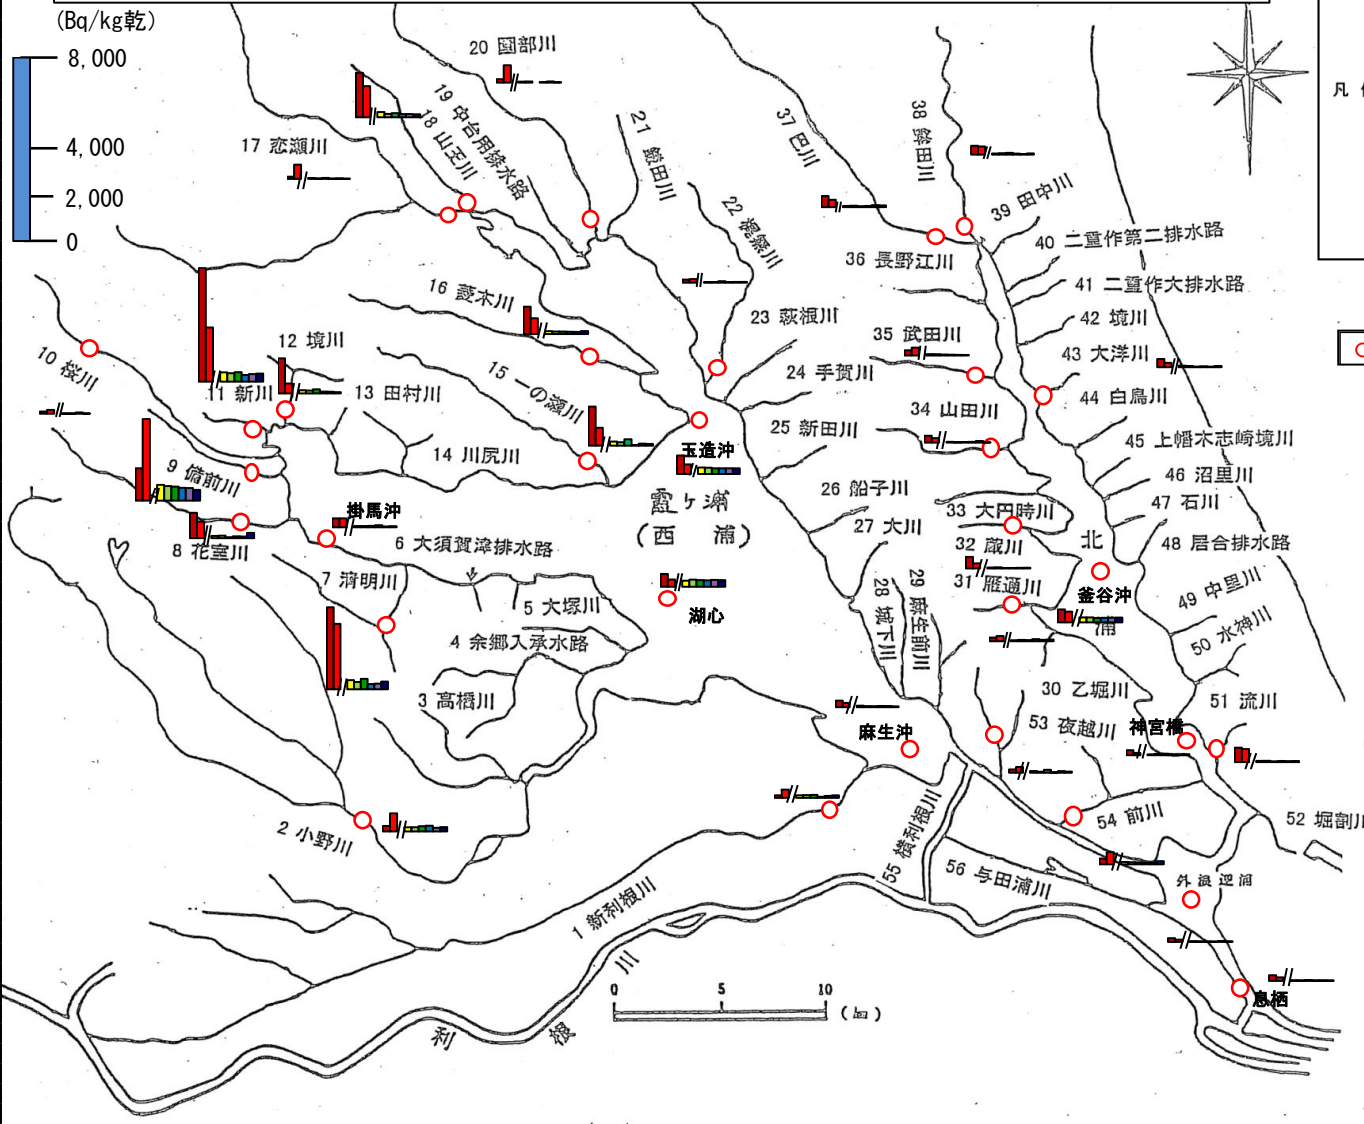 (Bq/kg乾)
8,000
4,000
2,000
0
凡
20 園部川
19 中台用排水路
18 山王川
17 恋瀬川
21 鏡田川
22 梶無川
37 巴川
38 鉾田川
39 田中川
40 二重作第二排水路
41 二重作大排水路
42 境川
43 大洋川
44 白鳥川
45 上幡木志崎境川
46 沼里川
47 石川
48 居合排水路
49 中里川
50 水神川
51 流川
52 堀割川
36 長野江川
35 武田川
34 山田川
33 大円時川
32 蔵川
31 雁通川
30 乙堀川
53 夜越川
54 前川
23 萩根川
24 手賀川
25 新田川
26 船子川
27 大川
28 城下川
29 麻生前川
16 菱木川
15 一の瀬川
12 境川
11 新川
13 田村川
14 川尻川
10 桜川
9 備前川
8 花室川
掛馬沖
6 大須賀津排水路
7 清明川
5 大塚川
4 余郷入承水路
3 高橋川
2 小野川
玉造沖
霞ヶ浦
(西 浦)
湖心
北
浦
釜谷沖
神宮橋
麻生沖
55 横利根川
56 与田浦川
外浪逆浦
息栖
1 新利根川
利 根 川
0 5 10 (㎞)